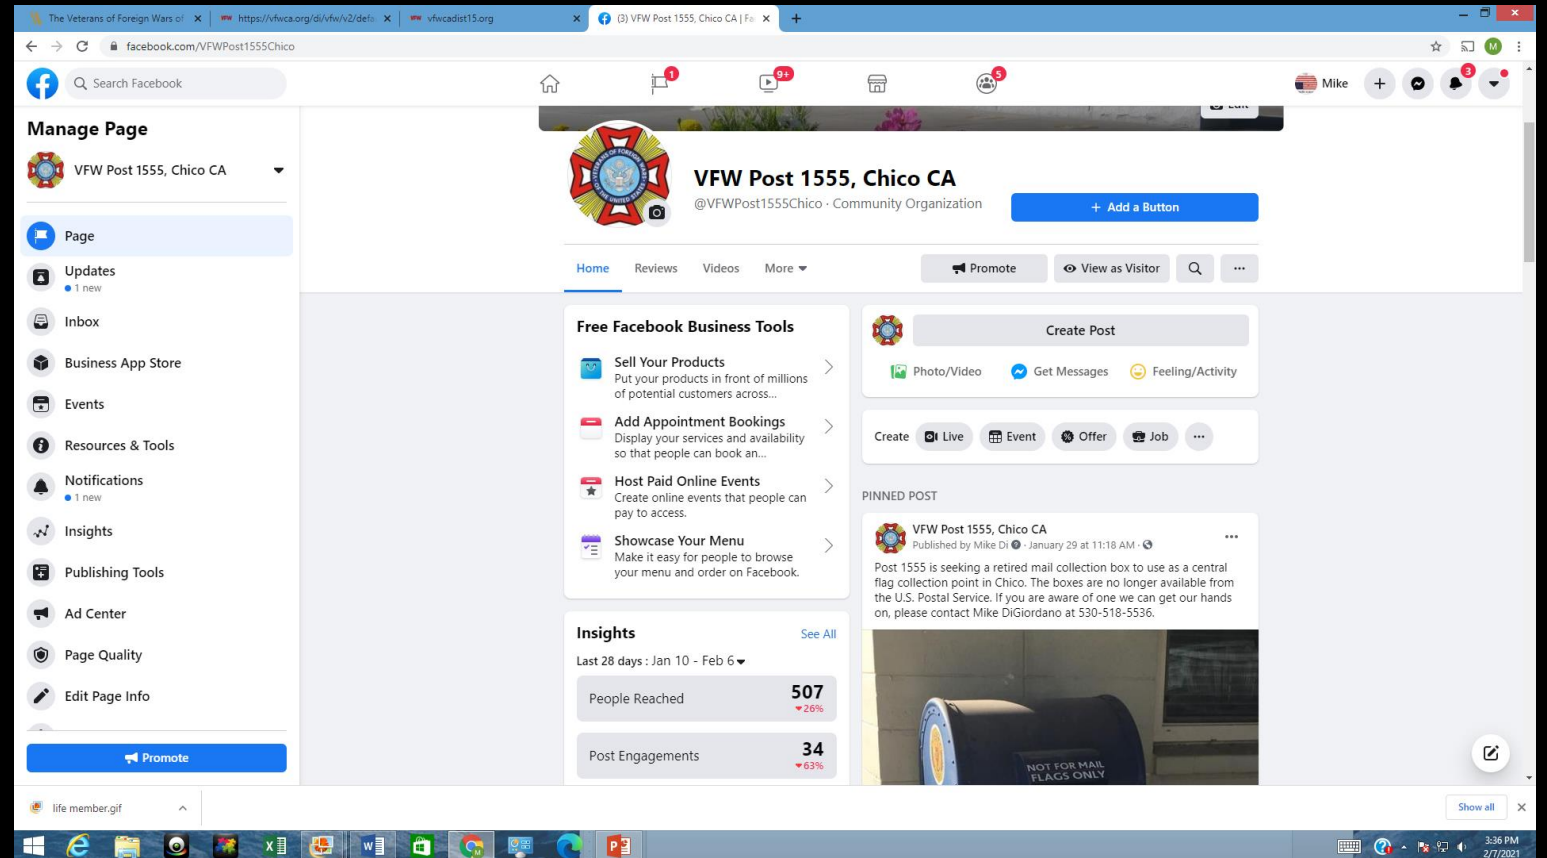 The Veterans of Foreign Wars of
https://vfwca.org/di/vfw/v2/defa
vfwcadist15.org
(3) VFW Post 1555, Chico CA | Fa
facebook.com/VFWPost1555Chico
M
Search Facebook
1
9+
5
Mike
3
Manage Page
VFW Post 1555, Chico CA
Page
Updates
1 new
Inbox
Business App Store
Events
Resources & Tools
Notifications
1 new
Insights
Publishing Tools
Ad Center
Page Quality
Edit Page Info
Promote
Edit
VFW Post 1555, Chico CA
@VFWPost1555Chico · Community Organization
+ Add a Button
Home Reviews Videos More
Promote
View as Visitor
Free Facebook Business Tools
Sell Your Products
Put your products in front of millions
of potential customers across...
Add Appointment Bookings
Display your services and availability
so that people can book an...
Host Paid Online Events
Create online events that people can
pay to access.
Showcase Your Menu
Make it easy for people to browse
your menu and order on Facebook.
Insights
See All
Last 28 days : Jan 10 - Feb 6
People Reached
507
26%
Post Engagements
34
63%
Create Post
Photo/Video
Get Messages
Feeling/Activity
Create Live Event Offer Job
PINNED POST
VFW Post 1555, Chico CA
Published by Mike Di · January 29 at 11:18 AM ·
Post 1555 is seeking a retired mail collection box to use as a central
flag collection point in Chico. The boxes are no longer available from
the U.S. Postal Service. If you are aware of one we can get our hands
on, please contact Mike DiGiordano at 530-518-5536.
NOT FOR MAIL
FLAGS ONLY
life member.gif
Show all
3:36 PM
2/7/2021